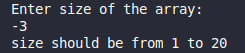 Enter size of the array:
-3
size should be from 1 to 20